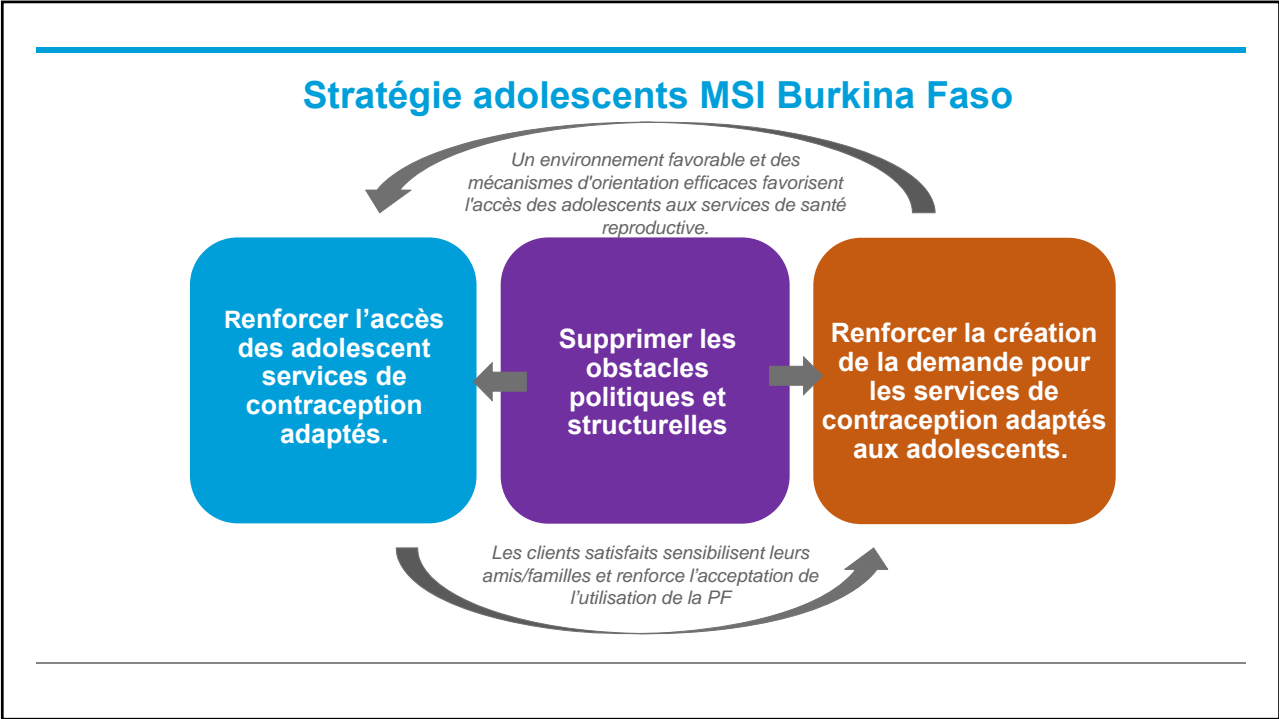 Stratégie adolescents MSI Burkina Faso
Un environnement favorable et des
mécanismes d'orientation efficaces favorisent
l'accès des adolescents aux services de santé
reproductive.
Renforcer l’accès
des adolescent
services de
contraception
adaptés.
Supprimer les
obstacles
politiques et
structurelles
Renforcer la création
de la demande pour
les services de
contraception adaptés
aux adolescents.
Les clients satisfaits sensibilisent leurs
amis/familles et renforce l’acceptation de
l’utilisation de la PF